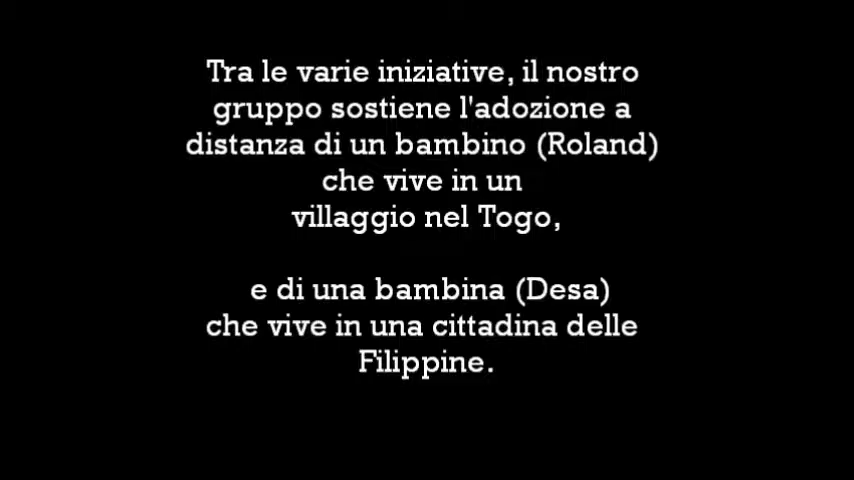 Tra le varie iniziative, il nostro
gruppo sostiene l'adozione a
distanza di un bambino (Roland)
che vive in un
villaggio nel Togo,
e di una bambina (Desa)
che vive in una cittadina delle
Filippine.